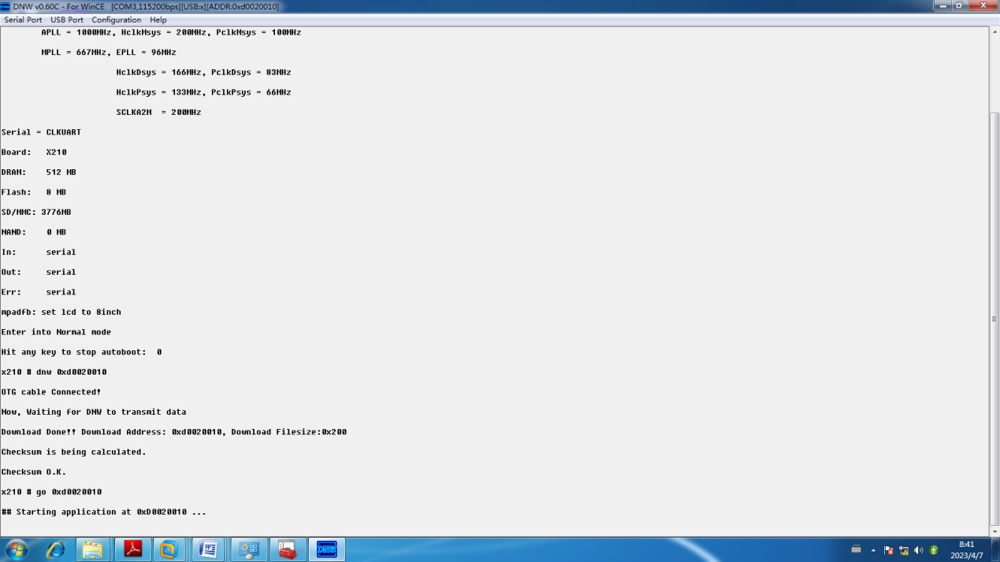 DNW v0.60C - For WinCE [COM3,115200bps][USB:x][ADDR:0xd0020010]
Serial Port USB Port Configuration Help
APLL = 1000MHz, HclkMsys = 200MHz, PclkMsys = 100MHz
MPLL = 667MHz, EPLL = 96MHz
HclkDsys = 166MHz, PclkDsys = 83MHz
HclkPsys = 133MHz, PclkPsys = 66MHz
SCLKA2M = 200MHz
Serial = CLKUART
Board: X210
DRAM: 512 MB
Flash: 8 MB
SD/MMC: 3776MB
NAND: 0 MB
In: serial
Out: serial
Err: serial
mpadfb: set lcd to 8inch
Enter into Normal mode
Hit any key to stop autoboot: 0
x210 # dnw 0xd0020010
OTG cable Connected!
Now, Waiting for DNW to transmit data
Download Done!! Download Address: 0xd0020010, Download Filesize:0x200
Checksum is being calculated.
Checksum O.K.
x210 # go 0xd0020010
## Starting application at 0xD0020010 ...
DNW
8:41
2023/4/7